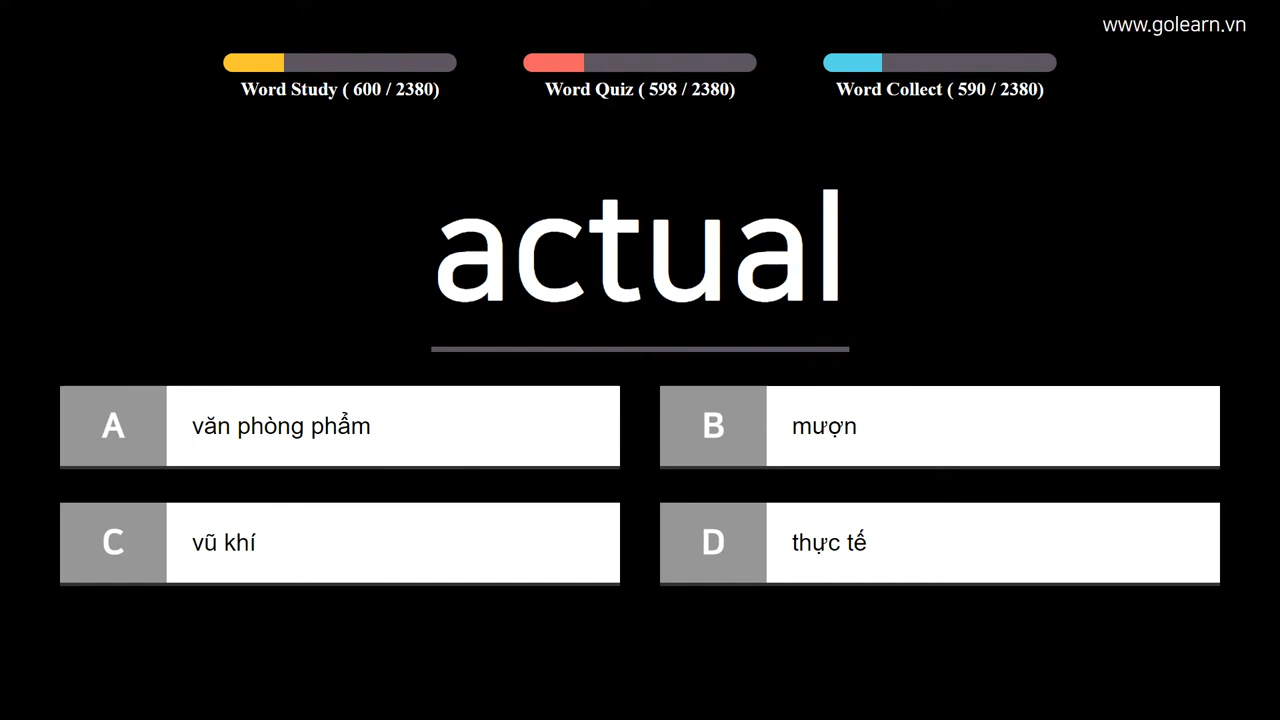 www.golearn.vn
Word Study ( 600 / 2380)
Word Quiz ( 598 / 2380)
Word Collect ( 590 / 2380)
actual
A văn phòng phẩm
B mượn
C vũ khí
D thực tế